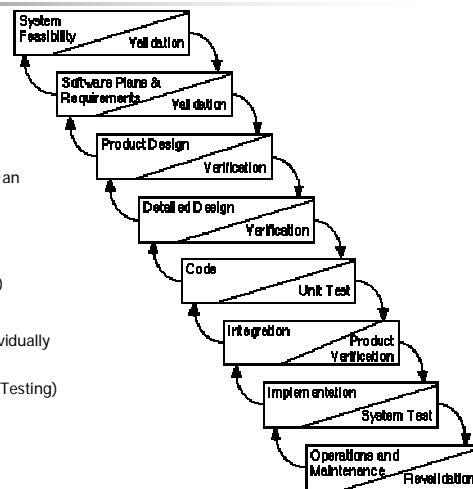 System
Feasibility
Validation
Software Plans &
Requirements
Validation
Product Design
Verification
an
Detailed Design
Verification
Code
)
Unit Test
Integration
Product
Verification
vidually
Implementation
Testing)
System Test
Operations and
Maintenance
Revalidation